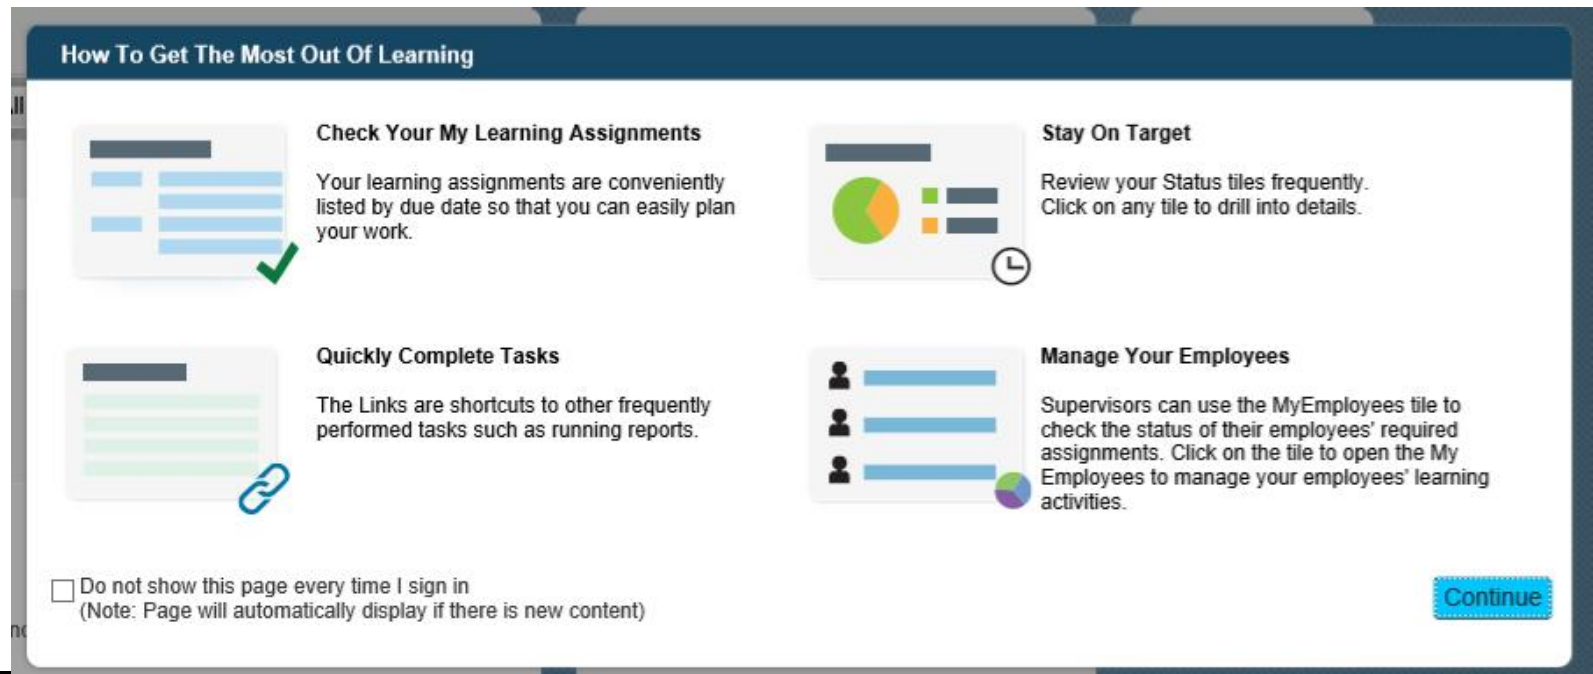 How To Get The Most Out Of Learning
Check Your My Learning Assignments
Your learning assignments are conveniently
listed by due date so that you can easily plan
your work.
Stay On Target
Review your Status tiles frequently.
Click on any tile to drill into details.
Quickly Complete Tasks
The Links are shortcuts to other frequently
performed tasks such as running reports.
Manage Your Employees
Supervisors can use the MyEmployees tile to
check the status of their employees' required
assignments. Click on the tile to open the My
Employees to manage your employees' learning
activities.
Do not show this page every time I sign in
(Note: Page will automatically display if there is new content)
Continue